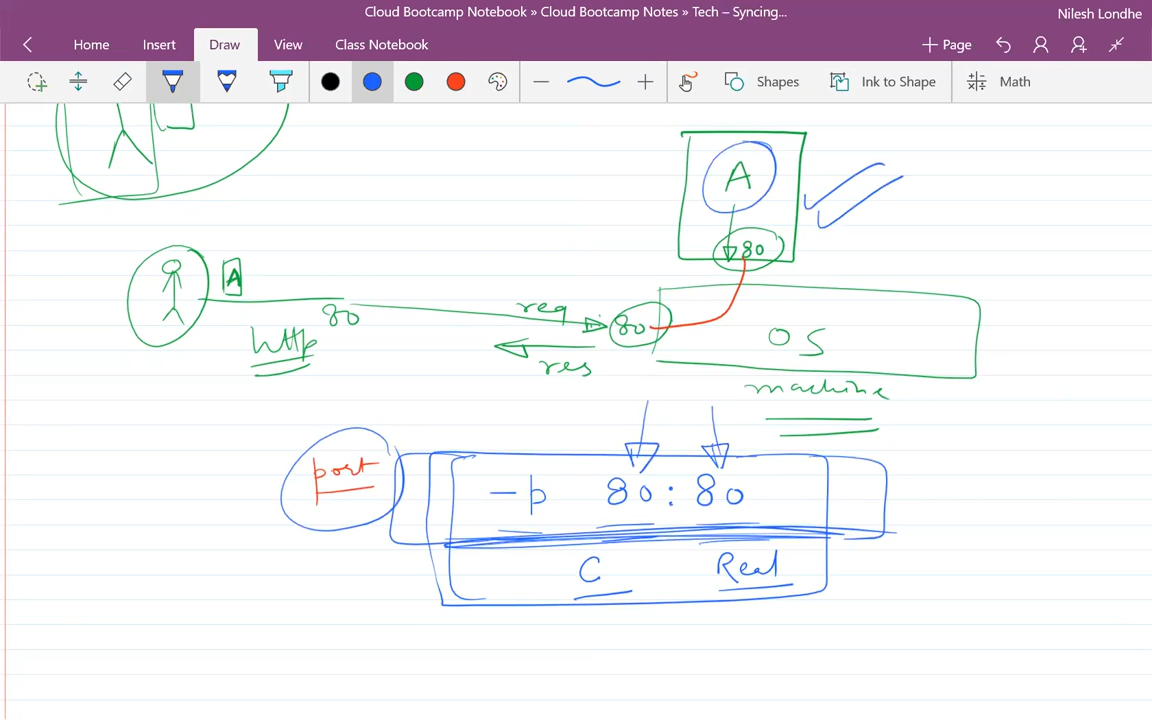 Cloud Bootcamp Notebook » Cloud Bootcamp Notes » Tech – Syncing...
Nilesh Londhe
Home Insert Draw View Class Notebook Page
Shapes Ink to Shape Math
A
80
A
80
http
req
res
80
OS
machine
port
-p 80 : 80
C Real